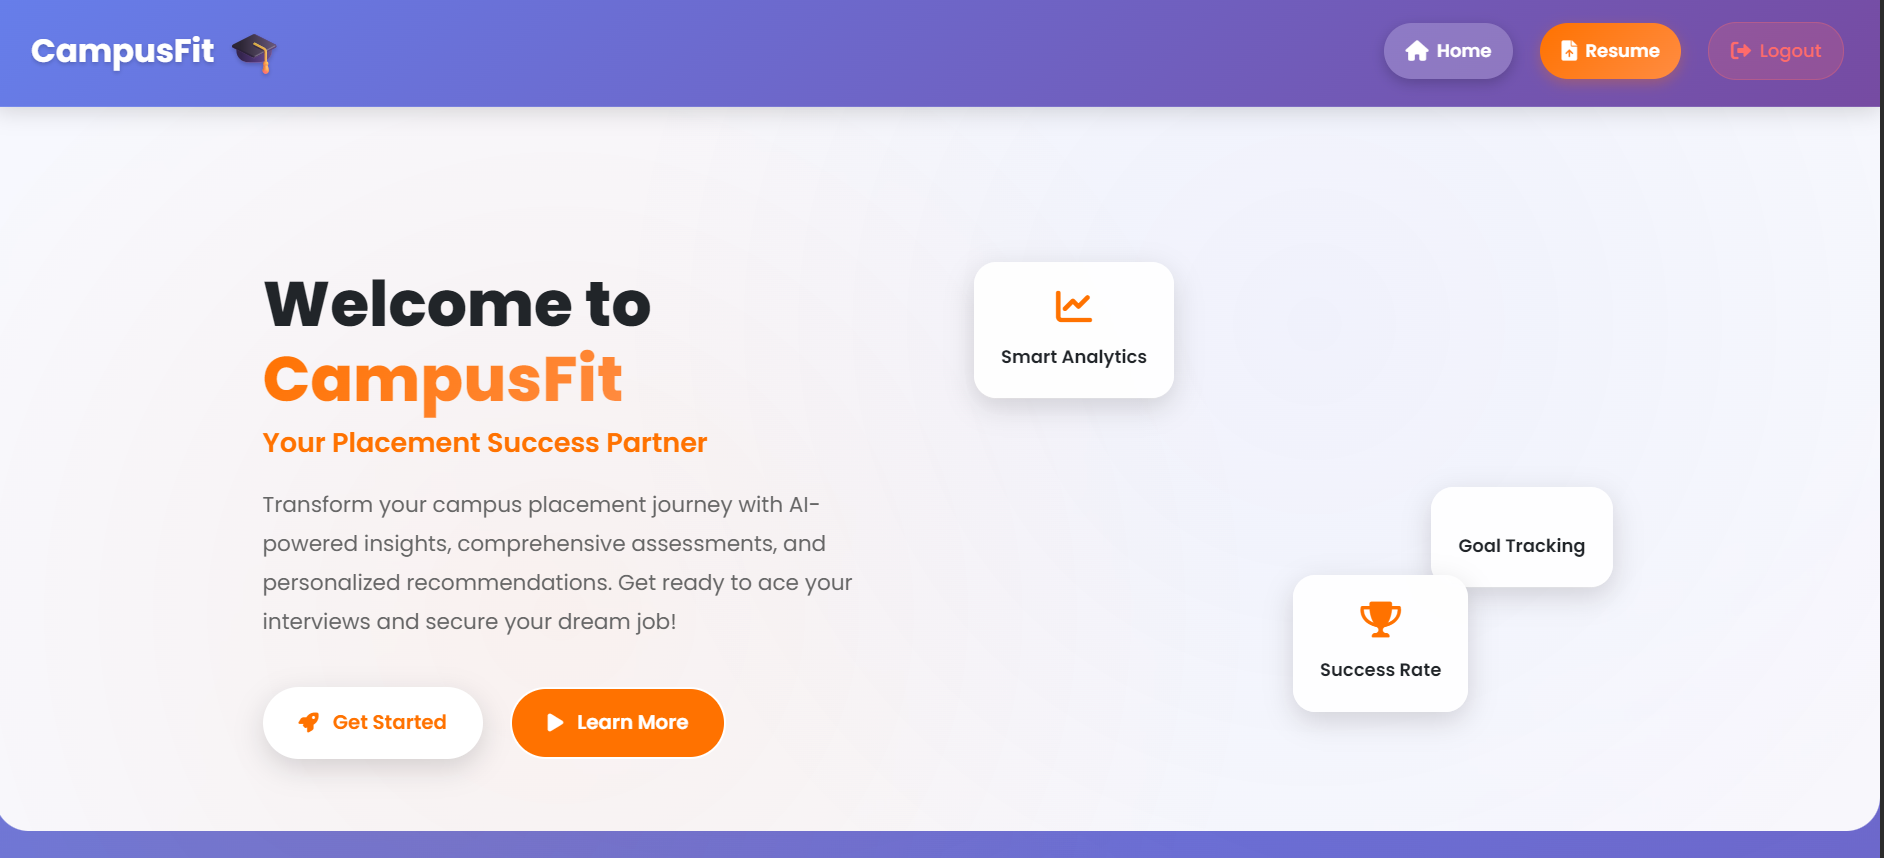 CampusFit
Home
Resume
Logout
Welcome to
CampusFit
Your Placement Success Partner
Transform your campus placement journey with AI-
powered insights, comprehensive assessments, and
personalized recommendations. Get ready to ace your
interviews and secure your dream job!
Get Started
Learn More
Smart Analytics
Goal Tracking
Success Rate